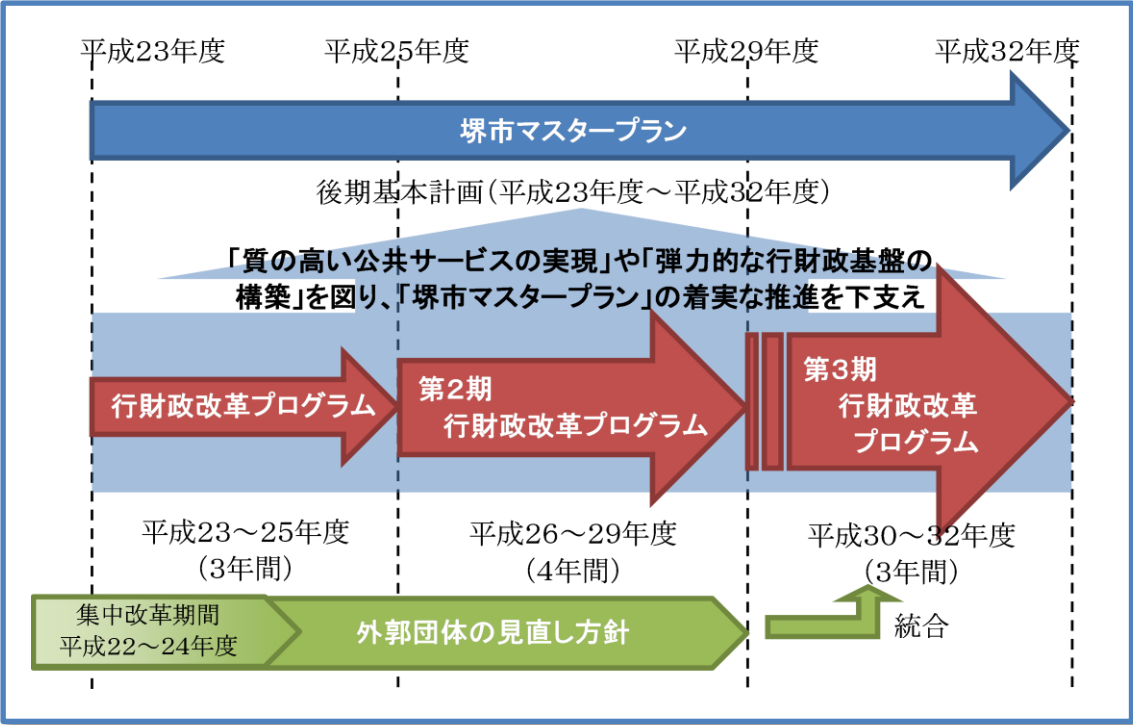 平成23年度
平成25年度
平成29年度
平成32年度
堺市マスタープラン
後期基本計画(平成23年度～平成32年度)
「質の高い公共サービスの実現」や「弾力的な行財政基盤の
構築」を図り、「堺市マスタープラン」の着実な推進を下支え
行財政改革プログラム
第2期
行財政改革プログラム
第3期
行財政改革
プログラム
平成23～25年度
(3年間)
平成26～29年度
(4年間)
平成30～32年度
(3年間)
集中改革期間
平成22～24年度
外郭団体の見直し方針
統合